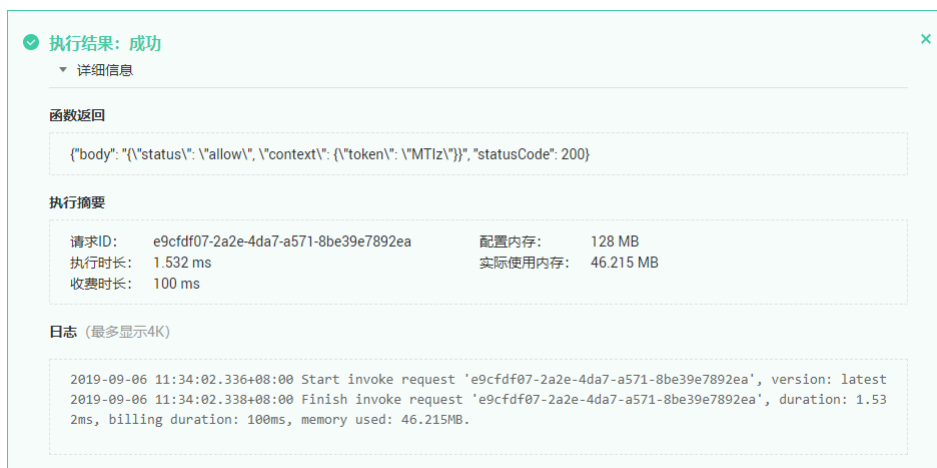 执行结果：成功
详细信息
函数返回
{"body": "{\"status\": \"allow\", \"context\": {\"token\": \"MTIz\"}}", "statusCode": 200}
执行摘要
请求ID： e9cfdf07-2a2e-4da7-a571-8be39e7892ea 配置内存： 128 MB
执行时长： 1.532 ms 实际使用内存： 46.215 MB
收费时长： 100 ms
日志（最多显示4K）
2019-09-06 11:34:02.336+08:00 Start invoke request 'e9cfdf07-2a2e-4da7-a571-8be39e7892ea', version: latest
2019-09-06 11:34:02.338+08:00 Finish invoke request 'e9cfdf07-2a2e-4da7-a571-8be39e7892ea', duration: 1.53
2ms, billing duration: 100ms, memory used: 46.215MB.